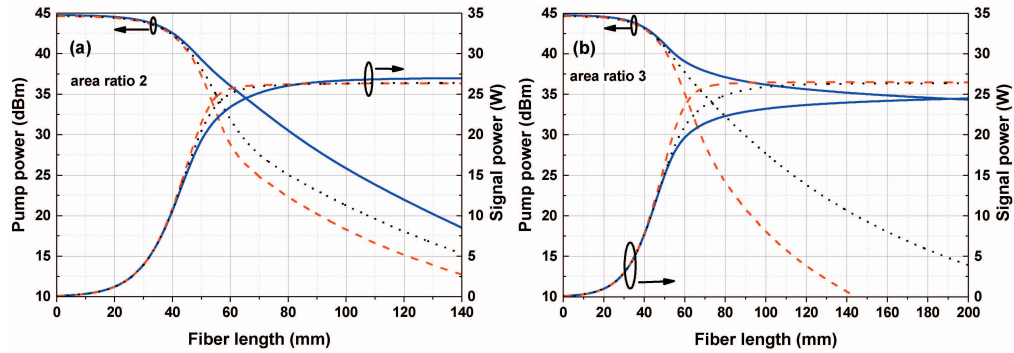 (a)
area ratio 2
Pump power (dBm)
45
40
35
30
25
20
15
10
0 20 40 60 80 100 120 140
Fiber length (mm)
35
30
25
20
15
10
5
0
Signal power (W)
(b)
area ratio 3
Pump power (dBm)
45
40
35
30
25
20
15
10
0 20 40 60 80 100 120 140 160 180 200
Fiber length (mm)
35
30
25
20
15
10
5
0
Signal power (W)